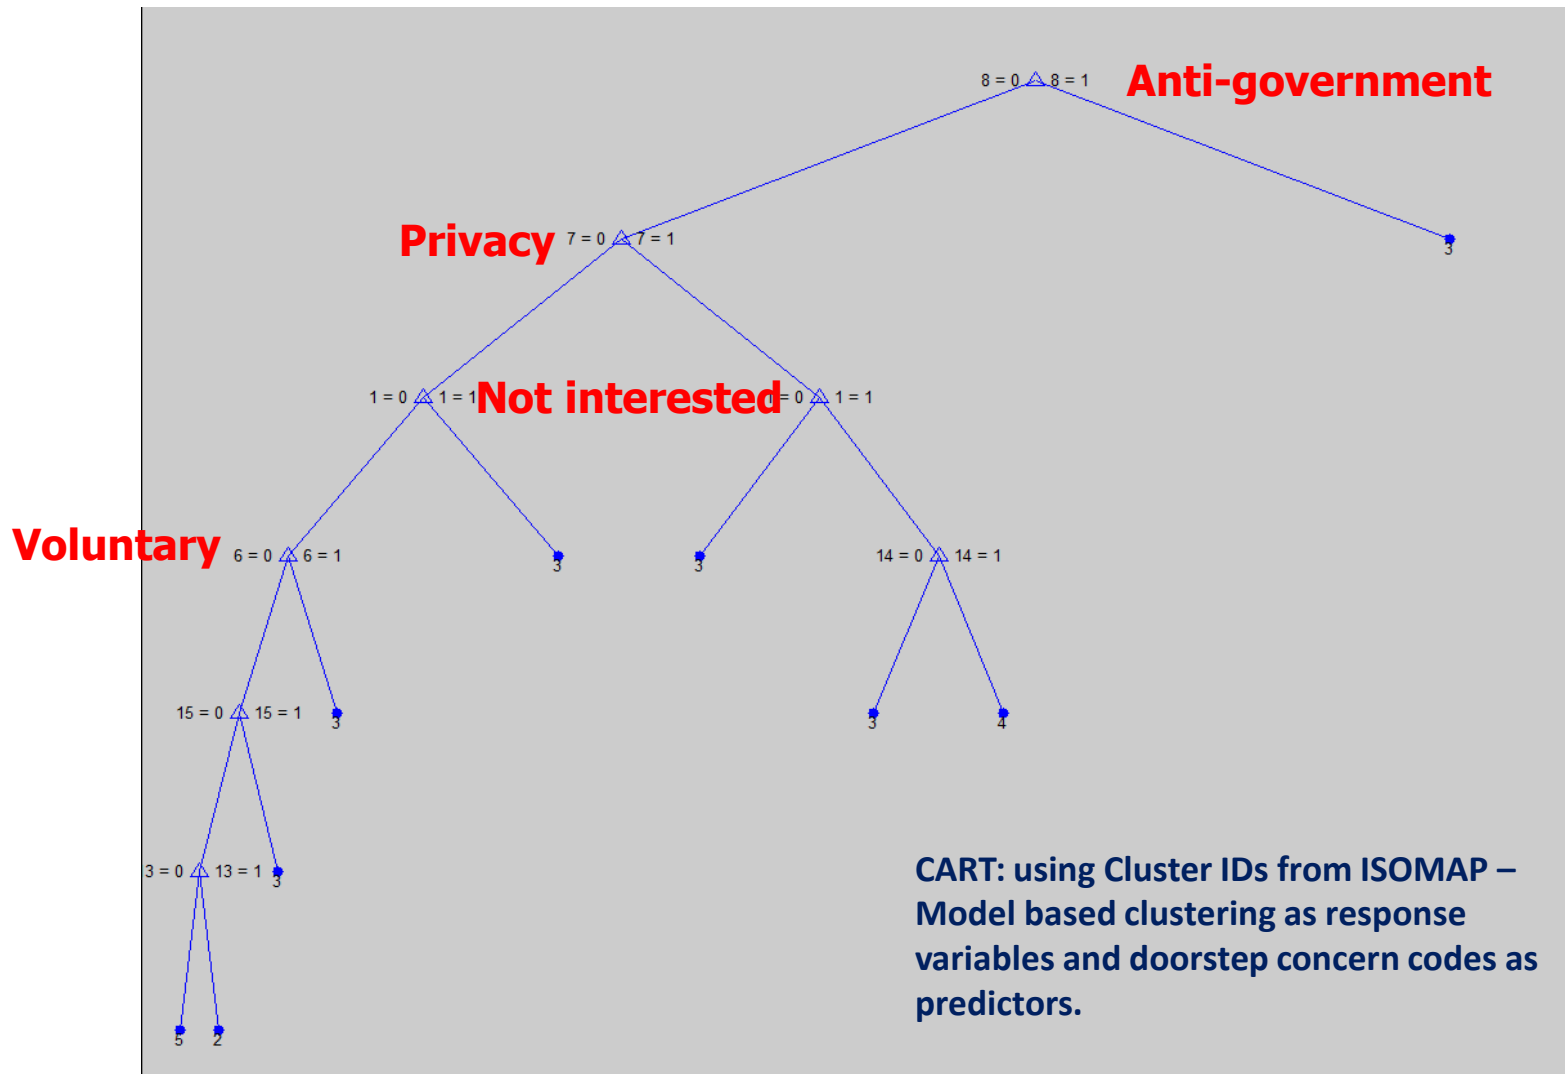 8 = 0 8 = 1 Anti-government
Privacy 7 = 0 7 = 1
3
1 = 0 1 = 1 Not interested = 0 1 = 1
Voluntary 6 = 0 6 = 1
3
3
14 = 0 14 = 1
15 = 0 15 = 1
3
3
4
3 = 0 13 = 1
3
CART: using Cluster IDs from ISOMAP –
Model based clustering as response
variables and doorstep concern codes as
predictors.
5
2